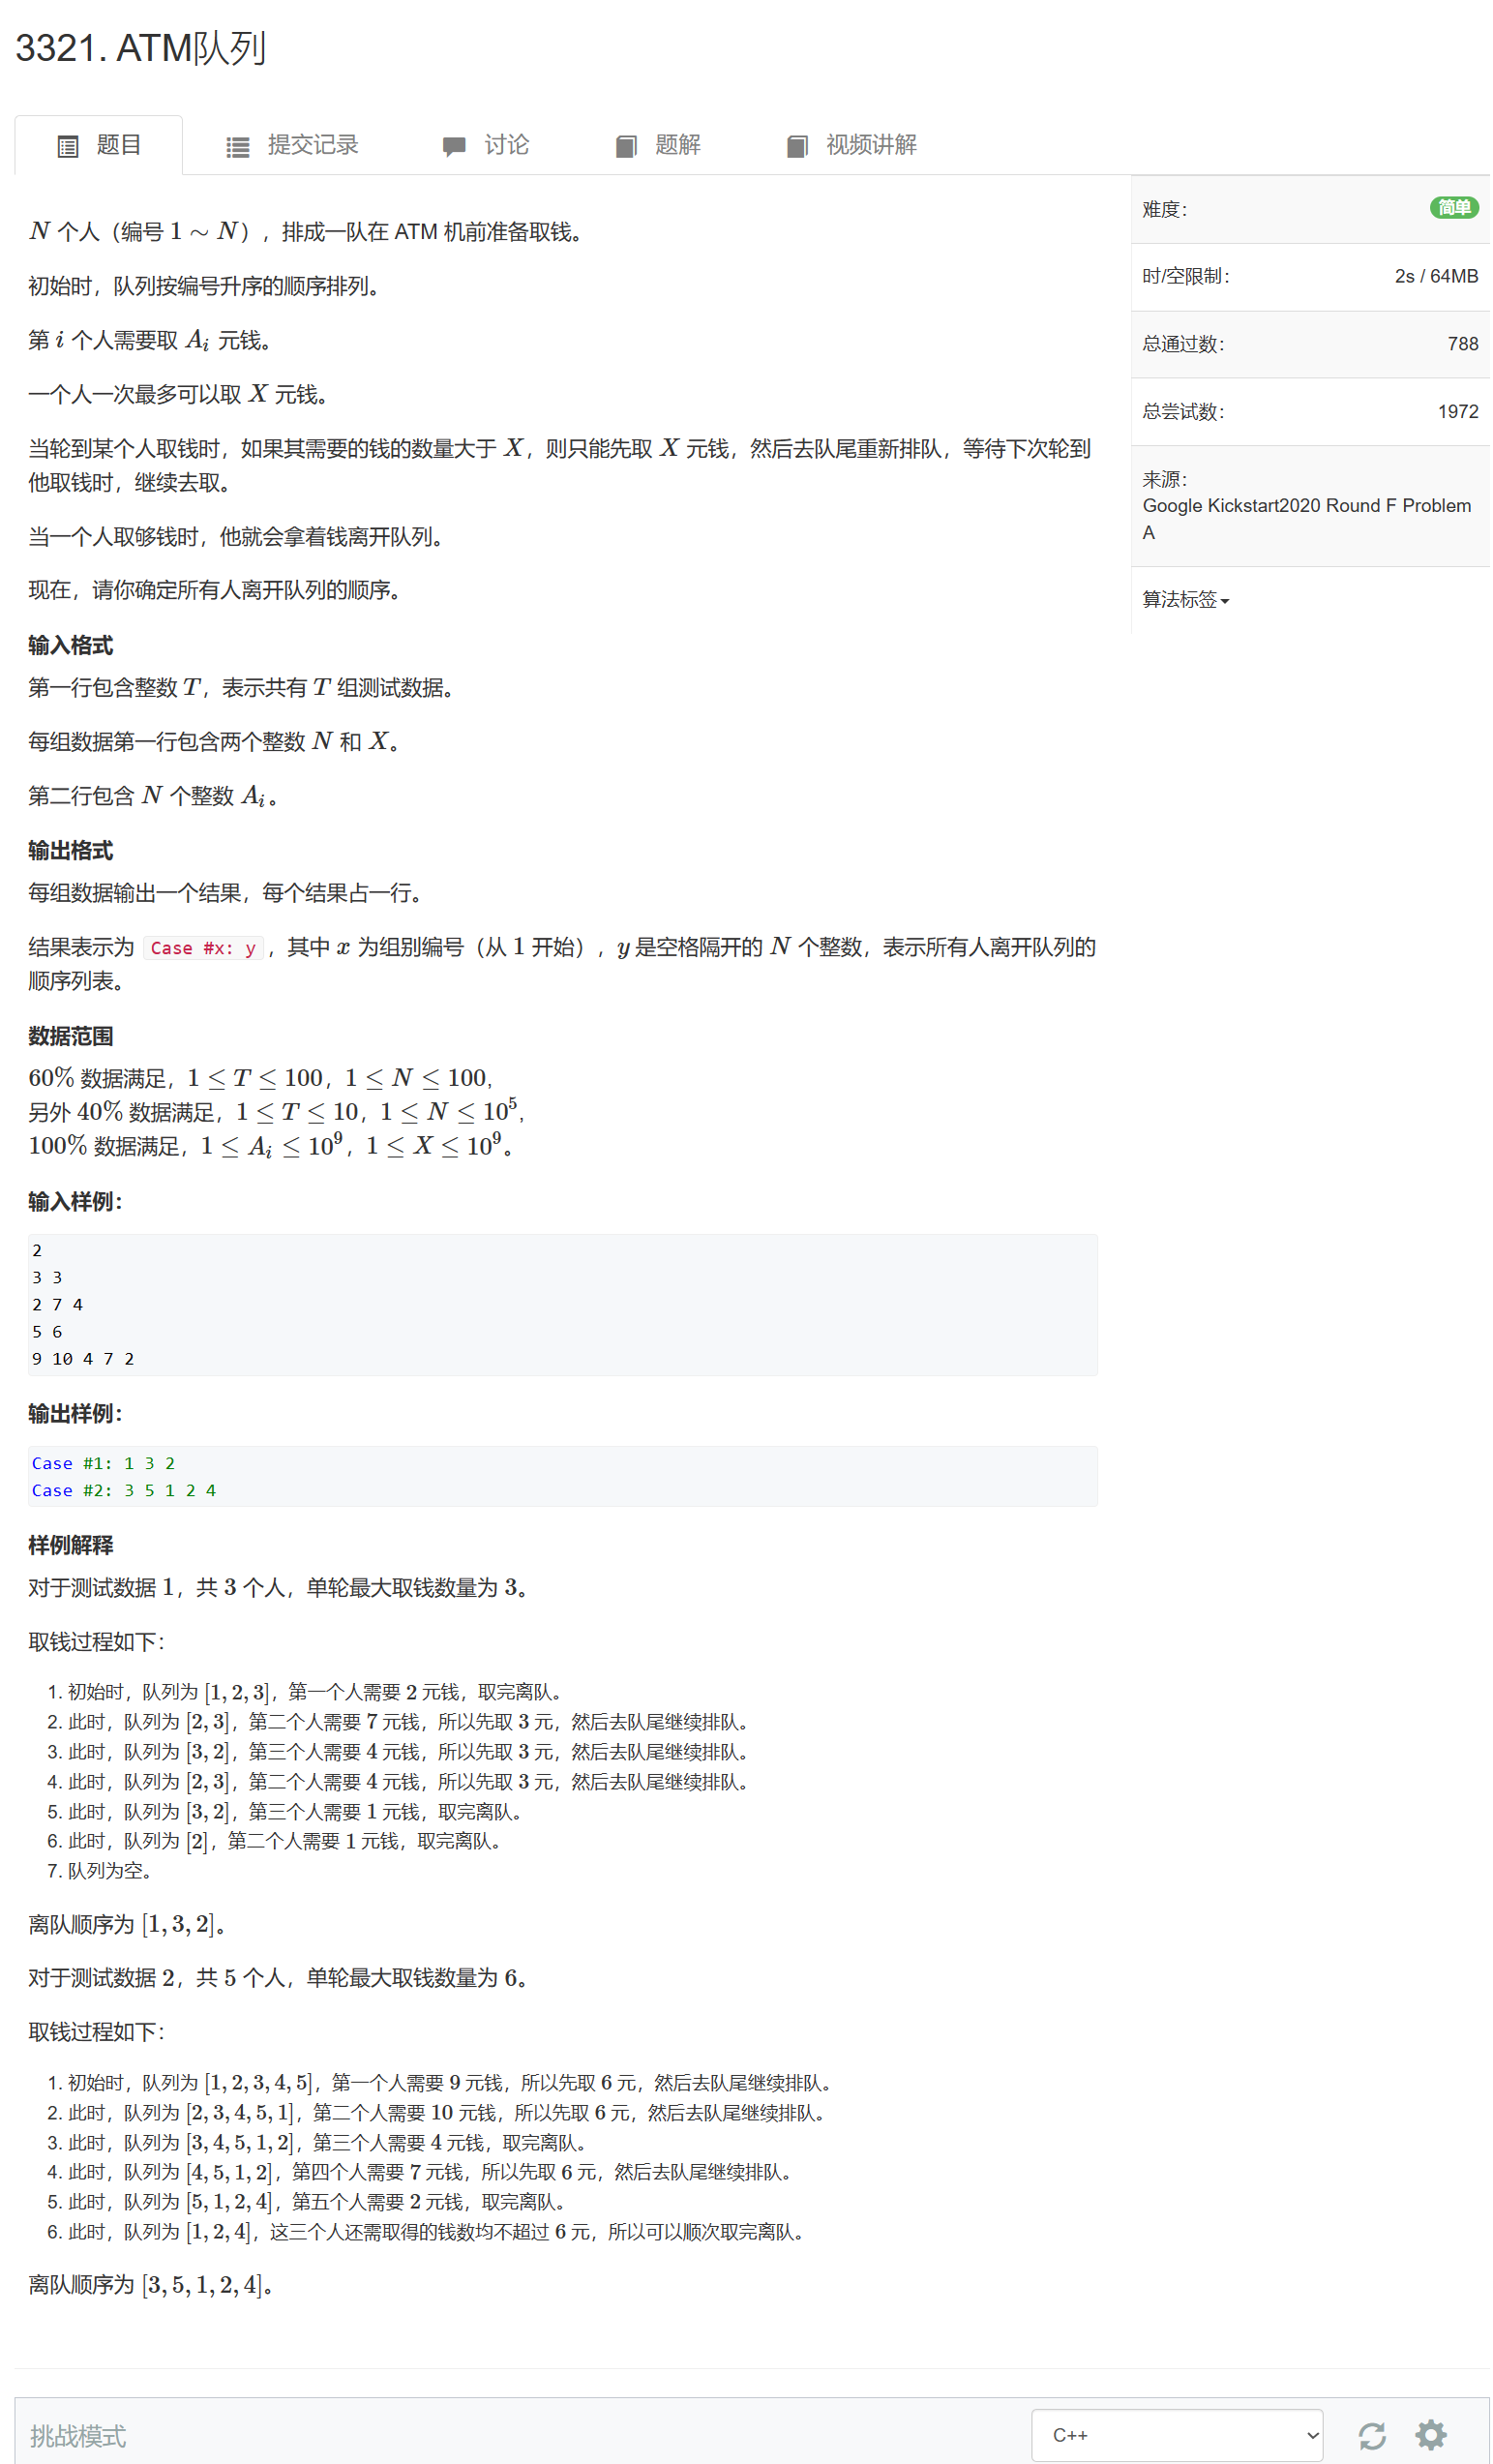 3321. ATM队列
题目
提交记录
讨论
题解
视频讲解
N 个人（编号 1 ∼ N），排成一队在 ATM 机前准备取钱。
初始时，队列按编号升序的顺序排列。
第 i 个人需要取 Aᵢ 元钱。
一个人一次最多可以取 X 元钱。
当轮到某个人取钱时，如果其需要的钱的数量大于 X，则只能先取 X 元钱，然后去队尾重新排队，等待下次轮到
他取钱时，继续去取。
当一个人取够钱时，他就会拿着钱离开队列。
现在，请你确定所有人离开队列的顺序。
输入格式
第一行包含整数 T，表示共有 T 组测试数据。
每组数据第一行包含两个整数 N 和 X。
第二行包含 N 个整数 Aᵢ。
输出格式
每组数据输出一个结果，每个结果占一行。
结果表示为 Case #x: y，其中 x 为组别编号（从 1 开始），y 是空格隔开的 N 个整数，表示所有人离开队列的
顺序列表。
数据范围
60% 数据满足，1 ≤ T ≤ 100，1 ≤ N ≤ 100，
另外 40% 数据满足，1 ≤ T ≤ 10，1 ≤ N ≤ 10⁵，
100% 数据满足，1 ≤ Aᵢ ≤ 10⁹，1 ≤ X ≤ 10⁹。
输入样例：
2
3 3
2 7 4
5 6
9 10 4 7 2
输出样例：
Case #1: 1 3 2
Case #2: 3 5 1 2 4
样例解释
对于测试数据 1，共 3 个人，单轮最大取钱数量为 3。
取钱过程如下：
1. 初始时，队列为 [1, 2, 3]，第一个人需要 2 元钱，取完离队。
2. 此时，队列为 [2, 3]，第二个人需要 7 元钱，所以先取 3 元，然后去队尾继续排队。
3. 此时，队列为 [3, 2]，第三个人需要 4 元钱，所以先取 3 元，然后去队尾继续排队。
4. 此时，队列为 [2, 3]，第二个人需要 4 元钱，所以先取 3 元，然后去队尾继续排队。
5. 此时，队列为 [3, 2]，第三个人需要 1 元钱，取完离队。
6. 此时，队列为 [2]，第二个人需要 1 元钱，取完离队。
7. 队列为空。
离队顺序为 [1, 3, 2]。
对于测试数据 2，共 5 个人，单轮最大取钱数量为 6。
取钱过程如下：
1. 初始时，队列为 [1, 2, 3, 4, 5]，第一个人需要 9 元钱，所以先取 6 元，然后去队尾继续排队。
2. 此时，队列为 [2, 3, 4, 5, 1]，第二个人需要 10 元钱，所以先取 6 元，然后去队尾继续排队。
3. 此时，队列为 [3, 4, 5, 1, 2]，第三个人需要 4 元钱，取完离队。
4. 此时，队列为 [4, 5, 1, 2]，第四个人需要 7 元钱，所以先取 6 元，然后去队尾继续排队。
5. 此时，队列为 [5, 1, 2, 4]，第五个人需要 2 元钱，取完离队。
6. 此时，队列为 [1, 2, 4]，这三个人还需取得的钱数均不超过 6 元，所以可以顺次取完离队。
离队顺序为 [3, 5, 1, 2, 4]。
难度：
简单
时/空限制：
2s / 64MB
总通过数：
788
总尝试数：
1972
来源：
Google Kickstart2020 Round F Problem
A
算法标签
挑战模式
C++